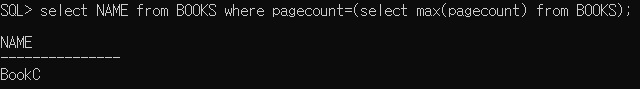 SQL> select NAME from BOOKS where pagecount=(select max(pagecount) from BOOKS);
NAME
---------------
BookC